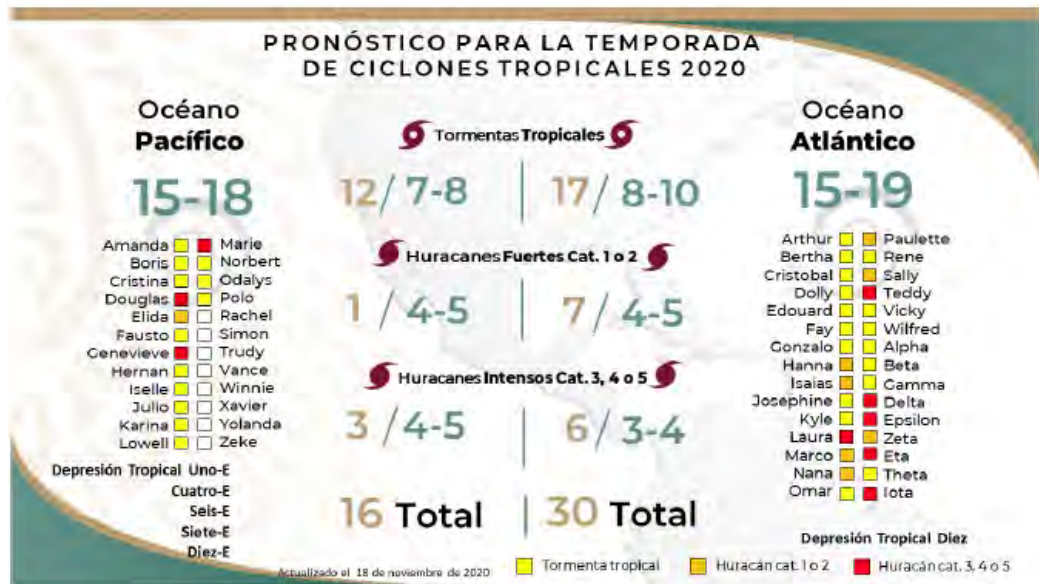 PRONÓSTICO PARA LA TEMPORADA
DE CICLONES TROPICALES 2020
Océano
Pacífico
15-18
Amanda Marie
Boris Norbert
Cristina Odalys
Douglas Polo
Elida Rachel
Fausto Simon
Genevieve Trudy
Hernan Vance
Iselle Winnie
Julio Xavier
Karina Yolanda
Lowell Zeke
Depresión Tropical Uno-E
Cuatro-E
Seis-E
Siete-E
Diez-E
Tormentas Tropicales
12/ 7-8 17/ 8-10
Huracanes Fuertes Cat. 1 o 2
1 / 4-5 7 / 4-5
Huracanes Intensos Cat. 3, 4 o 5
3 / 4-5 6 / 3-4
16 Total 30 Total
Océano
Atlántico
15-19
Arthur Paulette
Bertha Rene
Cristobal Sally
Dolly Teddy
Edouard Vicky
Fay Wilfred
Gonzalo Alpha
Hanna Beta
Isaias Gamma
Josephine Delta
Kyle Epsilon
Laura Zeta
Marco Eta
Nana Theta
Omar Iota
Depresión Tropical Diez
Actualizado el 18 de noviembre de 2020
Tormenta tropical Huracán cat. 1 o 2 Huracán cat. 3, 4 o 5